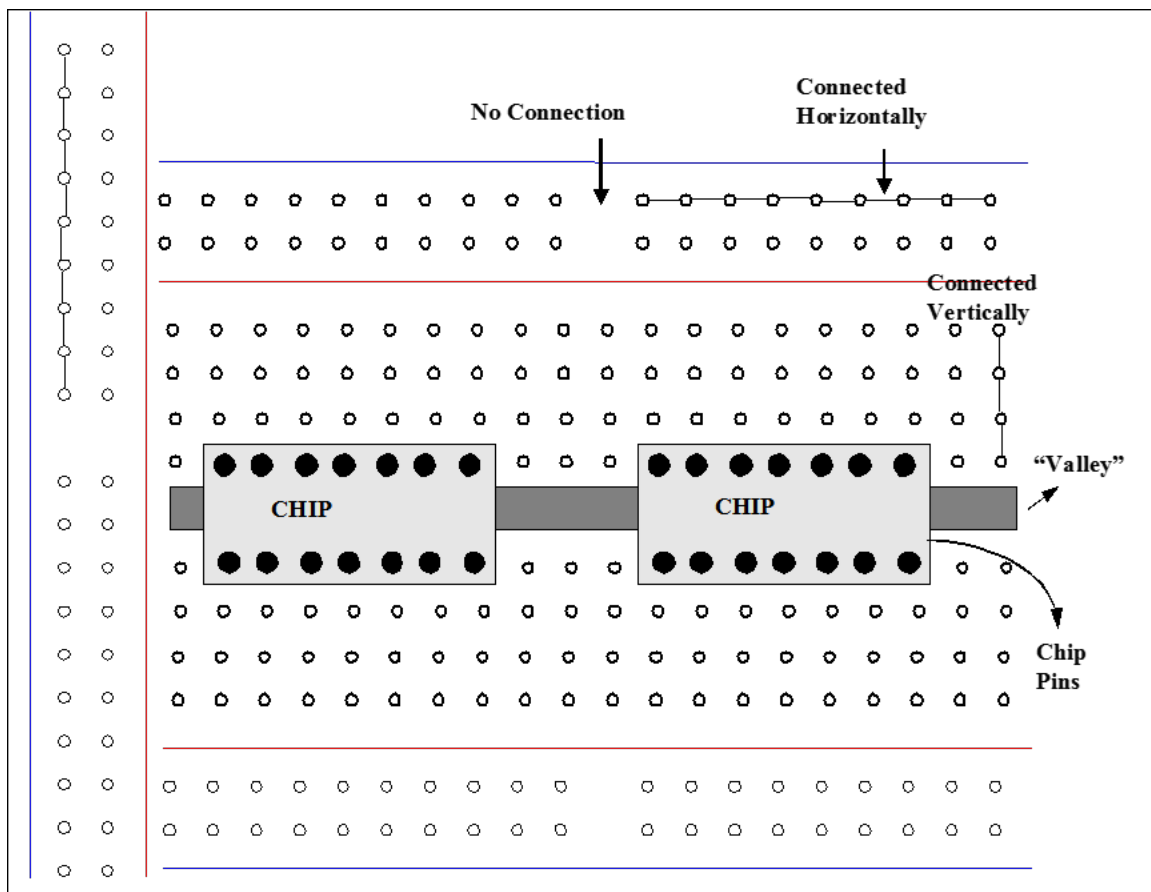 No Connection
Connected
Horizontally
Connected
Vertically
“Valley”
CHIP
CHIP
Chip
Pins